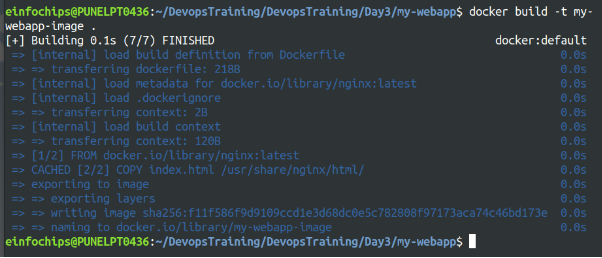 einfochips@PUNELPT0436:~/DevopsTraining/DevopsTraining/Day3/my-webapp$ docker build -t my-
webapp-image .
[+] Building 0.1s (7/7) FINISHED docker:default
=> [internal] load build definition from Dockerfile 0.0s
=> => transferring dockerfile: 218B 0.0s
=> [internal] load metadata for docker.io/library/nginx:latest 0.0s
=> [internal] load .dockerignore 0.0s
=> => transferring context: 2B 0.0s
=> [internal] load build context 0.0s
=> => transferring context: 120B 0.0s
=> [1/2] FROM docker.io/library/nginx:latest 0.0s
=> CACHED [2/2] COPY index.html /usr/share/nginx/html/ 0.0s
=> exporting to image 0.0s
=> => exporting layers 0.0s
=> => writing image sha256:f11f586f9d9109ccd1e3d68dc0e5c782808f97173aca74c46bd173e 0.0s
=> => naming to docker.io/library/my-webapp-image 0.0s
einfochips@PUNELPT0436:~/DevopsTraining/DevopsTraining/Day3/my-webapp$